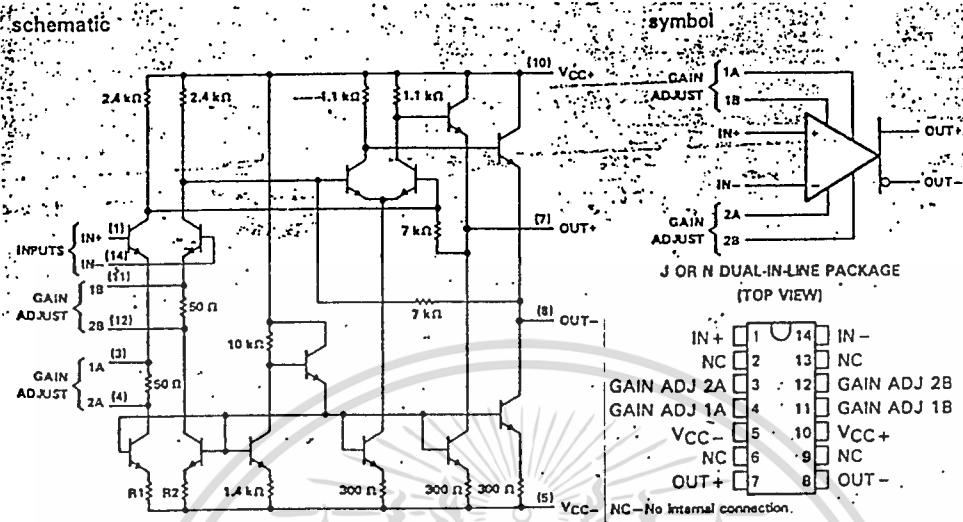 schematic
2.4 kΩ
2.4 kΩ
1.1 kΩ
1.1 kΩ
(10)
VCC+
INPUTS
IN+ (1)
IN- (14)
(11)
GAIN ADJUST
1B
2B (12)
50 Ω
(3)
GAIN ADJUST
1A
2A (4)
50 Ω
10 kΩ
7 kΩ
(7)
OUT+
7 kΩ
(8) OUT-
R1
R2
1.4 kΩ
300 Ω
300 Ω
300 Ω
(5)
VCC-
symbol
GAIN ADJUST
1A
1B
IN+
+
IN-
-
GAIN ADJUST
2A
2B
OUT+
OUT-
J OR N DUAL-IN-LINE PACKAGE
(TOP VIEW)
IN + 1 14 IN -
NC 2 13 NC
GAIN ADJ 2A 3 12 GAIN ADJ 2B
GAIN ADJ 1A 4 11 GAIN ADJ 1B
VCC- 5 10 VCC+
NC 6 9 NC
OUT + 7 8 OUT -
NC-No internal connection.